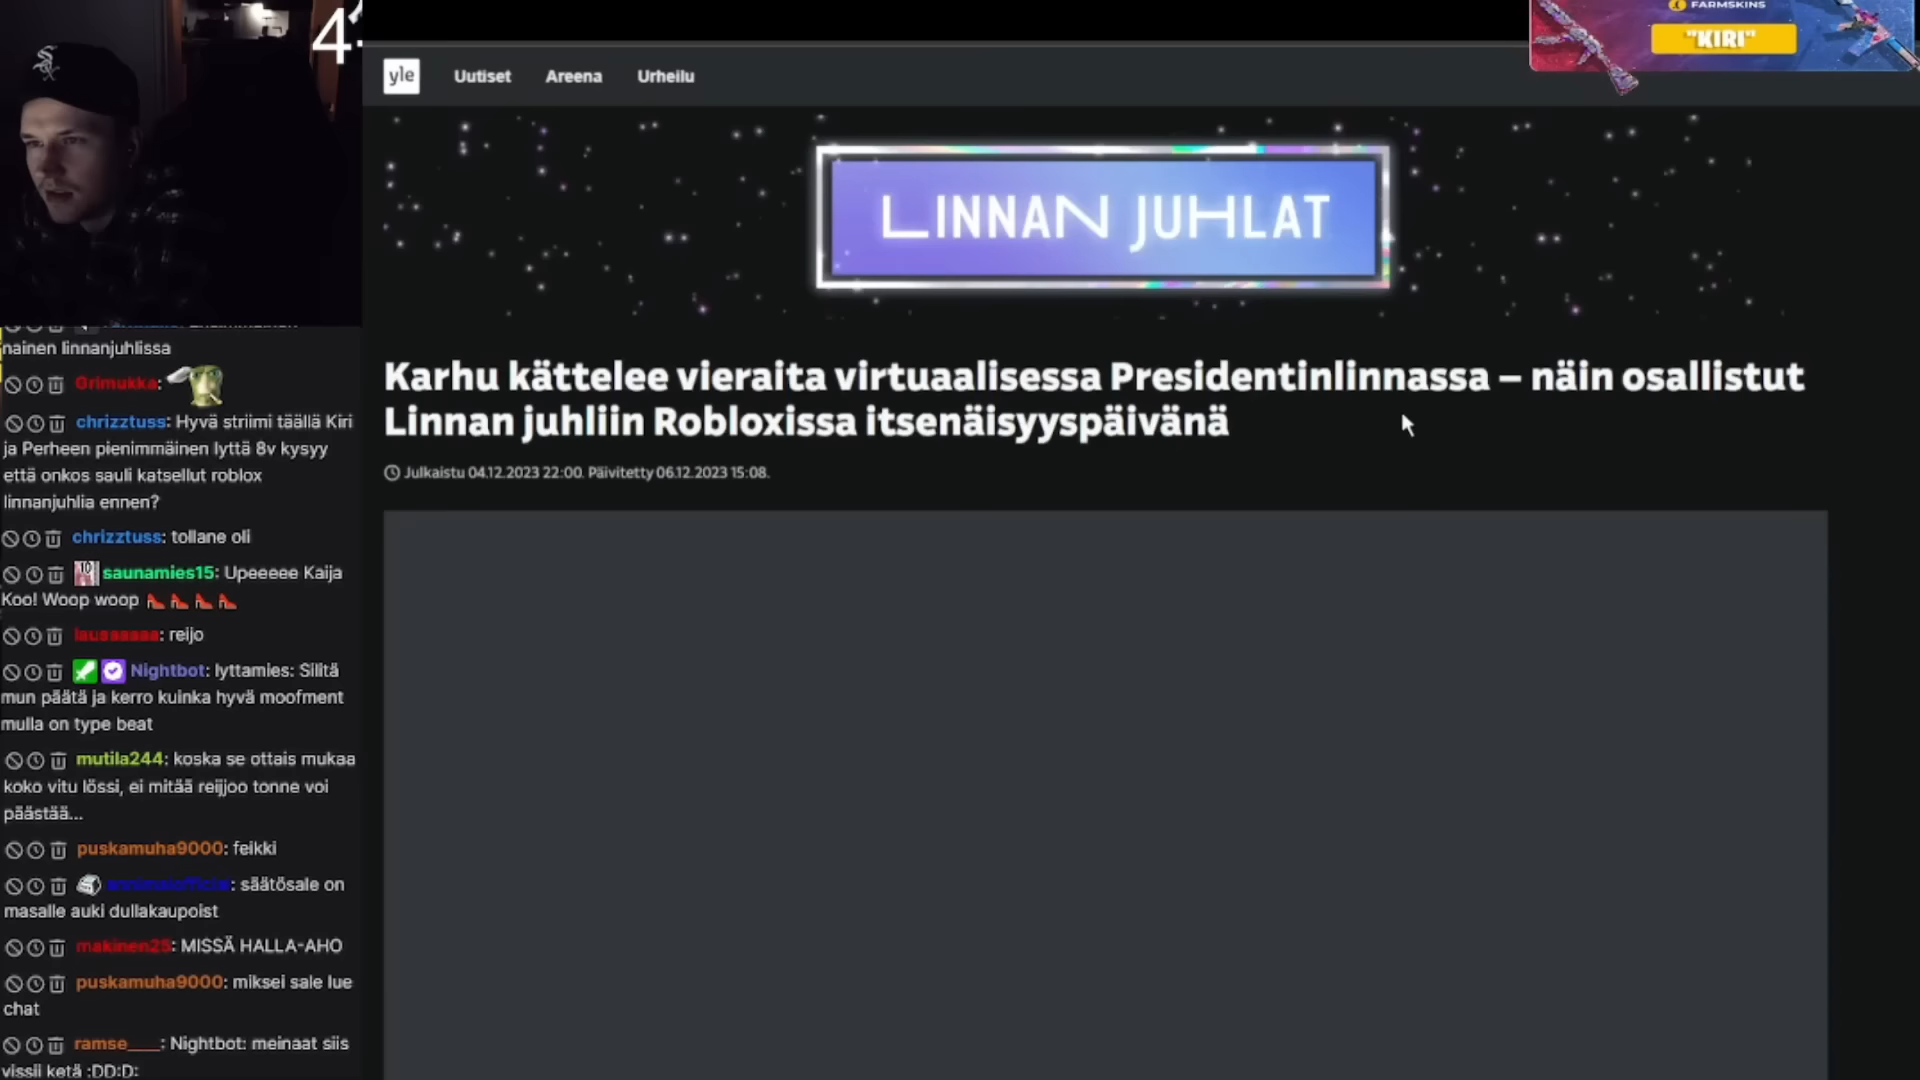 4
FARMSKINS
"KIRI"
yle
Uutiset
Areena
Urheilu
LINNAN JUHLAT
Karhu kättelee vieraita virtuaalisessa Presidentinlinnassa – näin osallistut
Linnan juhliin Robloxissa itsenäisyyspäivänä
Julkaistu 04.12.2023 22:00. Päivitetty 06.12.2023 15:08.
nainen linnanjuhlissa
Grimukka:
chrizztuss: Hyvä striimi täällä Kiri
ja Perheen pienimmäinen lyttä 8v kysyy
että onkos sauli katsellut roblox
linnanjuhlia ennen?
chrizztuss: tollane oli
saunamies15: Upeeeee Kaija
Koo! Woop woop 👠 👠 👠 👠
lausaaaaa: reijo
Nightbot: lyttamies: Silitä
mun päätä ja kerro kuinka hyvä moofment
mulla on type beat
mutila244: koska se ottais mukaa
koko vitu lössi, ei mitää reijjoo tonne voi
päästää...
puskamuha9000: feikki
: säätösale on
masalle auki dullakaupoist
makinen25: MISSÄ HALLA-AHO
puskamuha9000: miksei sale lue
chat
ramse____: Nightbot: meinaat siis
vissii ketä :DD:D: